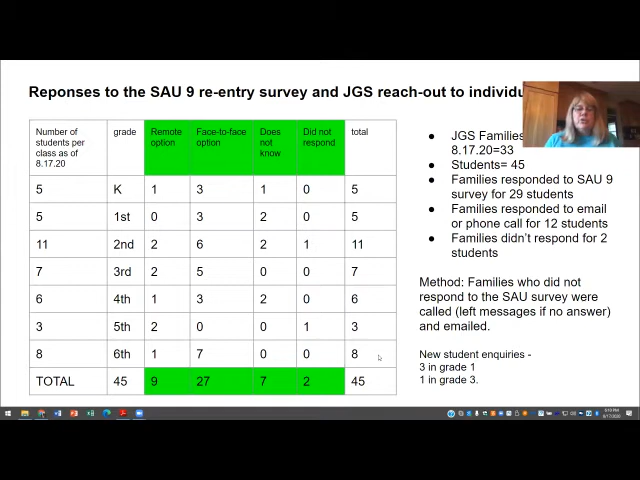 Reponses to the SAU 9 re-entry survey and JGS reach-out to individu
Number of students per class as of 8.17.20 grade Remote option Face-to-face option Does not know Did not respond total
5 K 1 3 1 0 5
5 1st 0 3 2 0 5
11 2nd 2 6 2 1 11
7 3rd 2 5 0 0 7
6 4th 1 3 2 0 6
3 5th 2 0 0 1 3
8 6th 1 7 0 0 8
TOTAL 45 9 27 7 2 45
● JGS Families
8.17.20=33
● Students= 45
● Families responded to SAU 9
survey for 29 students
● Families responded to email
or phone call for 12 students
● Families didn't respond for 2
students
Method: Families who did not
respond to the SAU survey were
called (left messages if no answer)
and emailed.
New student enquiries -
3 in grade 1
1 in grade 3.